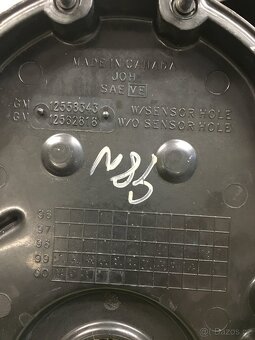 MADE IN CANADA
JOH
SAE VE
GM 12558343 W/SENSOR HOLE
GM 12562818 W/O SENSOR HOLE
N85
96
97
98
99
00